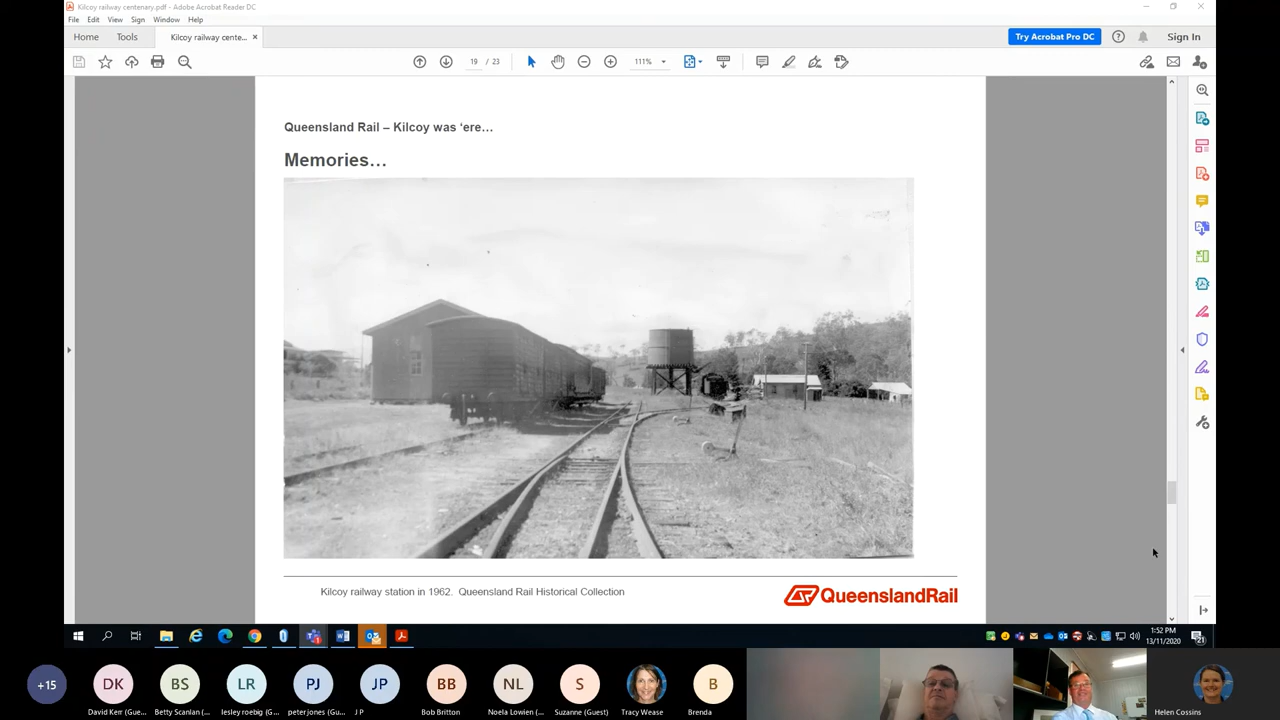 Kilcoy railway centenary.pdf - Adobe Acrobat Reader DC
File Edit View Sign Window Help
Home Tools Kilcoy railway cente... × Try Acrobat Pro DC Sign In
19 / 23 111%
Queensland Rail – Kilcoy was ‘ere…
Memories…
Kilcoy railway station in 1962. Queensland Rail Historical Collection
QueenslandRail
1:52 PM
13/11/2020
21
+15 DK BS LR PJ JP BB NL S B
David Kerr (Gue... Betty Scanlan (Gu... lesley roebig (G... peter jones (Gu... J P Bob Britton Noela Lowien (G... Suzanne (Guest) Tracy Wease Brenda Helen Cossins